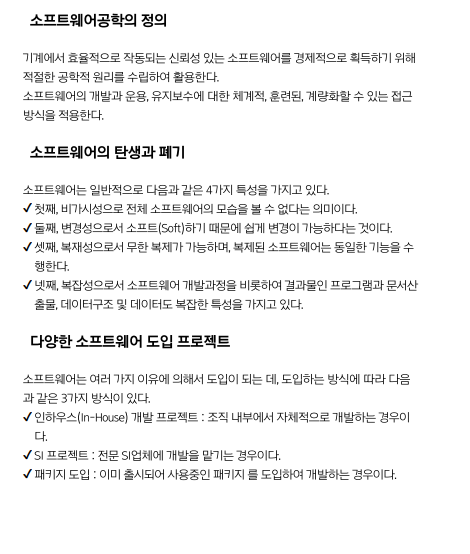 소프트웨어공학의 정의
기계에서 효율적으로 작동되는 신뢰성 있는 소프트웨어를 경제적으로 획득하기 위해
적절한 공학적 원리를 수립하여 활용한다.
소프트웨어의 개발과 운용, 유지보수에 대한 체계적, 훈련된, 계량화할 수 있는 접근
방식을 적용한다.
소프트웨어의 탄생과 폐기
소프트웨어는 일반적으로 다음과 같은 4가지 특성을 가지고 있다.
✓ 첫째, 비가시성으로 전체 소프트웨어의 모습을 볼 수 없다는 의미이다.
✓ 둘째, 변경성으로서 소프트(Soft)하기 때문에 쉽게 변경이 가능하다는 것이다.
✓ 셋째, 복재성으로서 무한 복제가 가능하며, 복제된 소프트웨어는 동일한 기능을 수
행한다.
✓ 넷째, 복잡성으로서 소프트웨어 개발과정을 비롯하여 결과물인 프로그램과 문서산
출물, 데이터구조 및 데이터도 복잡한 특성을 가지고 있다.
다양한 소프트웨어 도입 프로젝트
소프트웨어는 여러 가지 이유에 의해서 도입이 되는 데, 도입하는 방식에 따라 다음
과 같은 3가지 방식이 있다.
✓ 인하우스(In-House) 개발 프로젝트 : 조직 내부에서 자체적으로 개발하는 경우이
다.
✓ SI 프로젝트 : 전문 SI업체에 개발을 맡기는 경우이다.
✓ 패키지 도입 : 이미 출시되어 사용중인 패키지 를 도입하여 개발하는 경우이다.